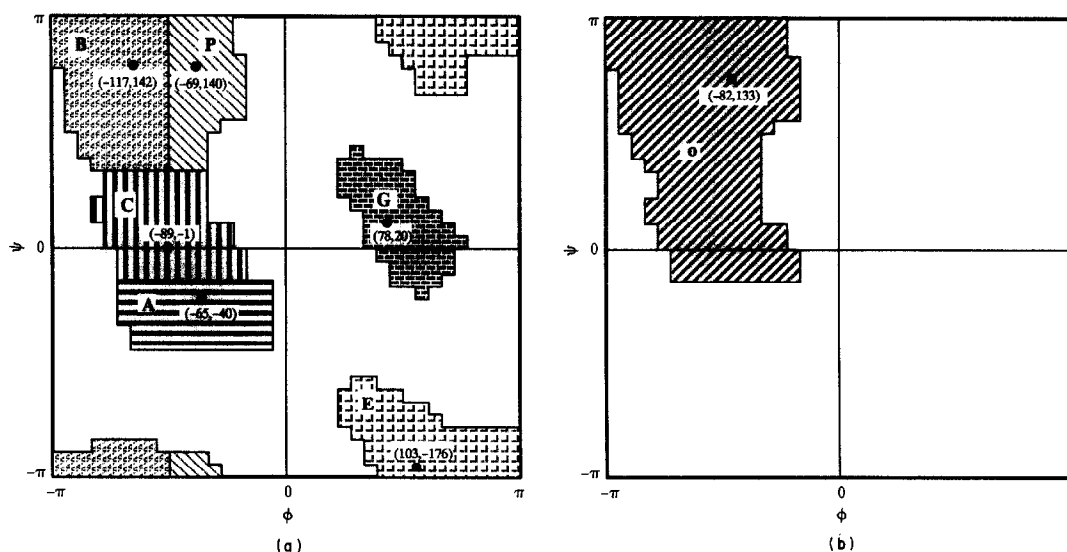 π
B
P
(-117,142)
(-69,140)
C
(-89,-1)
G
(78,20)
ψ
0
A
(-65,-40)
E
(103,-176)
-π
-π
0
π
ϕ
(a)
π
(-82,133)
o
ψ
0
-π
-π
0
ϕ
(b)